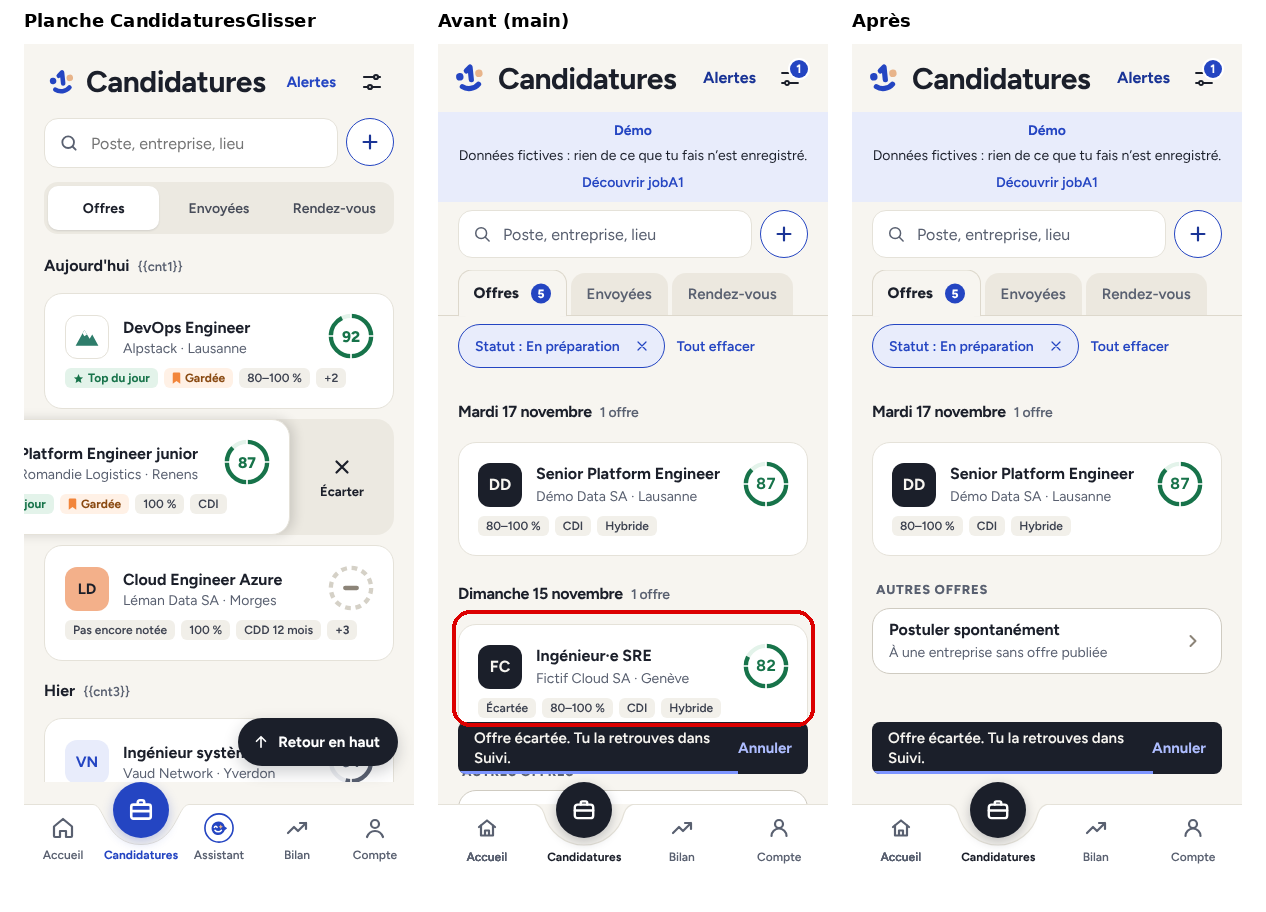 Planche CandidaturesGlisser
Candidatures
Alertes
Poste, entreprise, lieu
Offres
Envoyées
Rendez-vous
Aujourd'hui {{cnt1}}
DevOps Engineer
Alpstack · Lausanne
92
Top du jour
Gardée
80–100 %
+2
Platform Engineer junior
Romandie Logistics · Renens
87
jour
Gardée
100 %
CDI
Écarter
LD
Cloud Engineer Azure
Léman Data SA · Morges
Pas encore notée
100 %
CDD 12 mois
+3
Hier {{cnt3}}
VN
Ingénieur systèm
Vaud Network · Yverdon
Retour en haut
Accueil
Candidatures
Assistant
Bilan
Compte
Avant (main)
Candidatures
Alertes
1
Démo
Données fictives : rien de ce que tu fais n’est enregistré.
Découvrir jobA1
Poste, entreprise, lieu
Offres 5
Envoyées
Rendez-vous
Statut : En préparation
Tout effacer
Mardi 17 novembre 1 offre
DD
Senior Platform Engineer
Démo Data SA · Lausanne
87
80–100 %
CDI
Hybride
Dimanche 15 novembre 1 offre
FC
Ingénieur·e SRE
Fictif Cloud SA · Genève
82
Écartée
80–100 %
CDI
Hybride
Offre écartée. Tu la retrouves dans
Suivi.
Annuler
AUTRES OFFRES
Accueil
Candidatures
Bilan
Compte
Après
Candidatures
Alertes
1
Démo
Données fictives : rien de ce que tu fais n’est enregistré.
Découvrir jobA1
Poste, entreprise, lieu
Offres 5
Envoyées
Rendez-vous
Statut : En préparation
Tout effacer
Mardi 17 novembre 1 offre
DD
Senior Platform Engineer
Démo Data SA · Lausanne
87
80–100 %
CDI
Hybride
AUTRES OFFRES
Postuler spontanément
À une entreprise sans offre publiée
Offre écartée. Tu la retrouves dans
Suivi.
Annuler
Accueil
Candidatures
Bilan
Compte